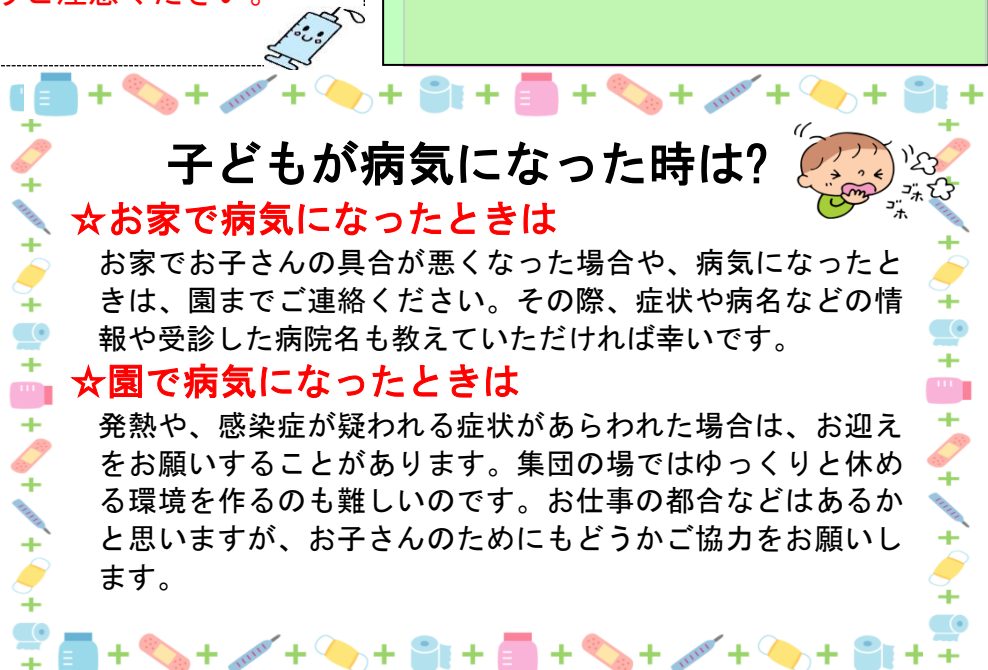 ご注意ください。
子どもが病気になった時は?
ゴホ
ゴホ
☆お家で病気になったときは
お家でお子さんの具合が悪くなった場合や、病気になったと
きは、園までご連絡ください。その際、症状や病名などの情
報や受診した病院名も教えていただければ幸いです。
☆園で病気になったときは
発熱や、感染症が疑われる症状があらわれた場合は、お迎え
をお願いすることがあります。集団の場ではゆっくりと休め
る環境を作るのも難しいのです。お仕事の都合などはあるか
と思いますが、お子さんのためにもどうかご協力をお願いし
ます。